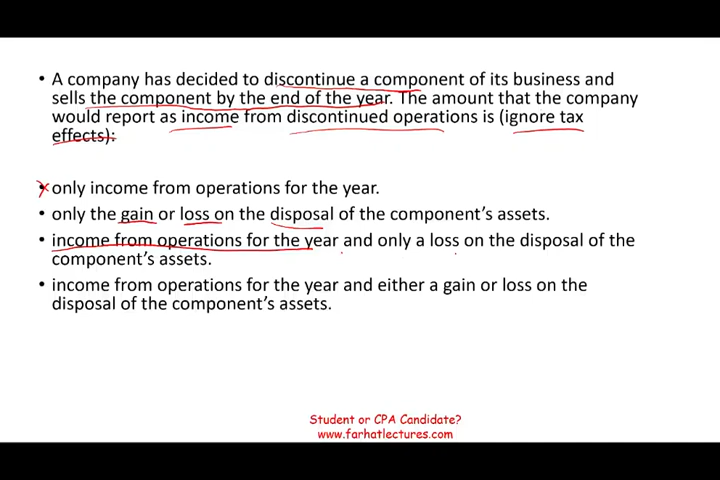 • A company has decided to discontinue a component of its business and
sells the component by the end of the year. The amount that the company
would report as income from discontinued operations is (ignore tax
effects):
• only income from operations for the year.
• only the gain or loss on the disposal of the component's assets.
• income from operations for the year and only a loss on the disposal of the
component's assets.
• income from operations for the year and either a gain or loss on the
disposal of the component's assets.
Student or CPA Candidate?
www.farhatlectures.com